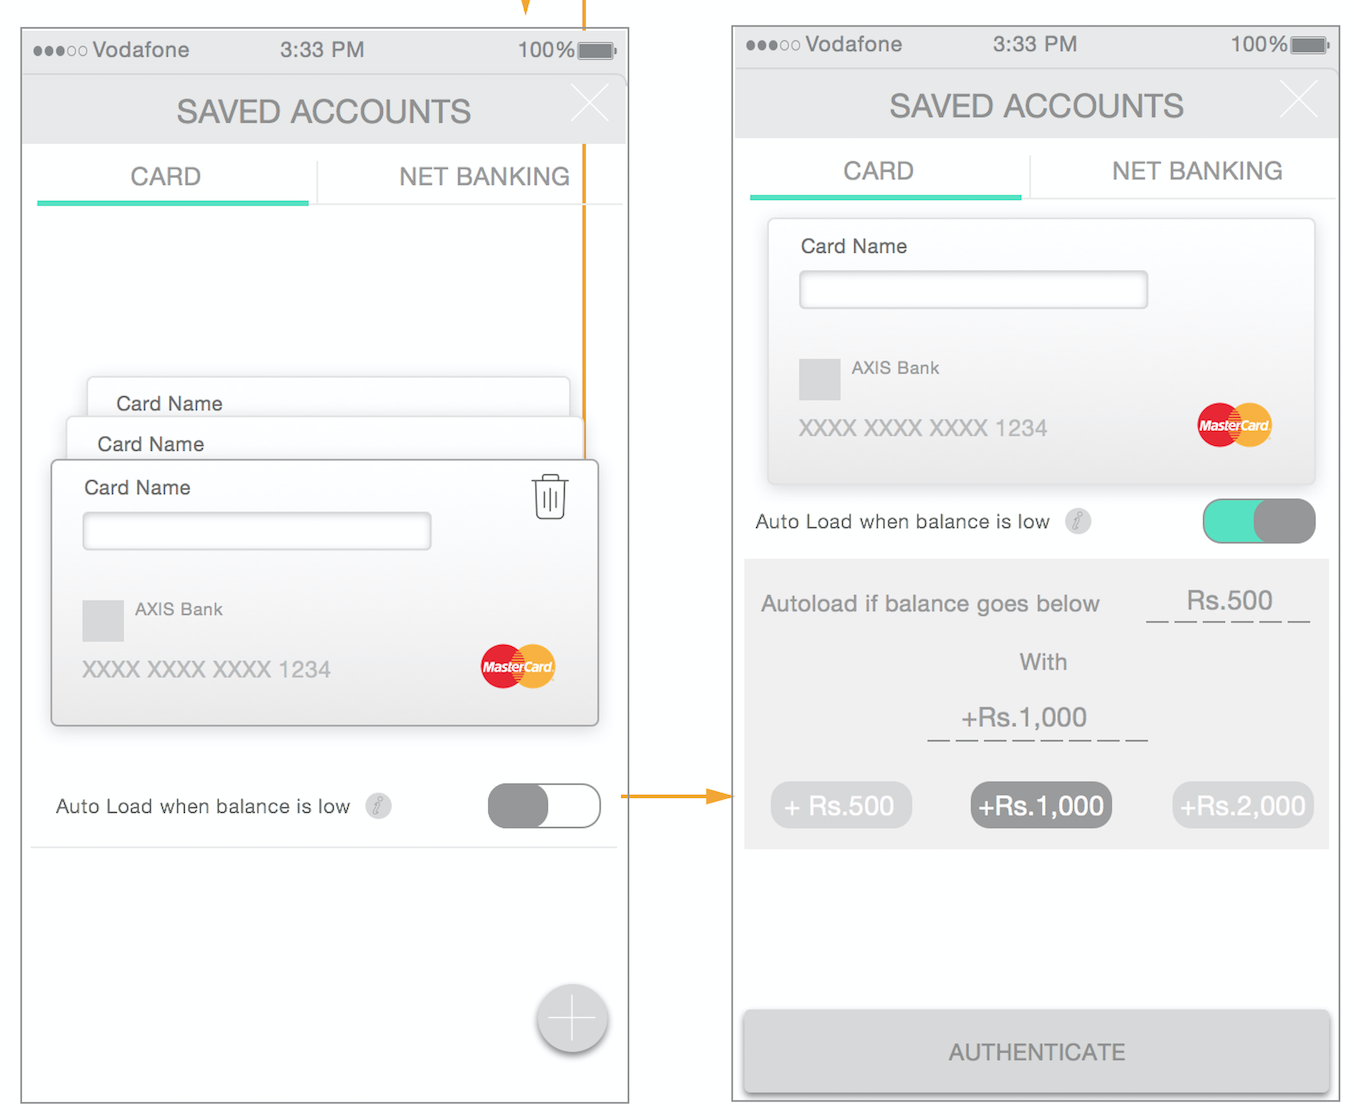 Vodafone 3:33 PM 100%
SAVED ACCOUNTS
CARD NET BANKING
Card Name
Card Name
Card Name
AXIS Bank
XXXX XXXX XXXX 1234
MasterCard
Auto Load when balance is low i
Vodafone 3:33 PM 100%
SAVED ACCOUNTS
CARD NET BANKING
Card Name
AXIS Bank
XXXX XXXX XXXX 1234
MasterCard
Auto Load when balance is low i
Autoload if balance goes below Rs.500
With
+Rs.1,000
+ Rs.500 +Rs.1,000 +Rs.2,000
AUTHENTICATE